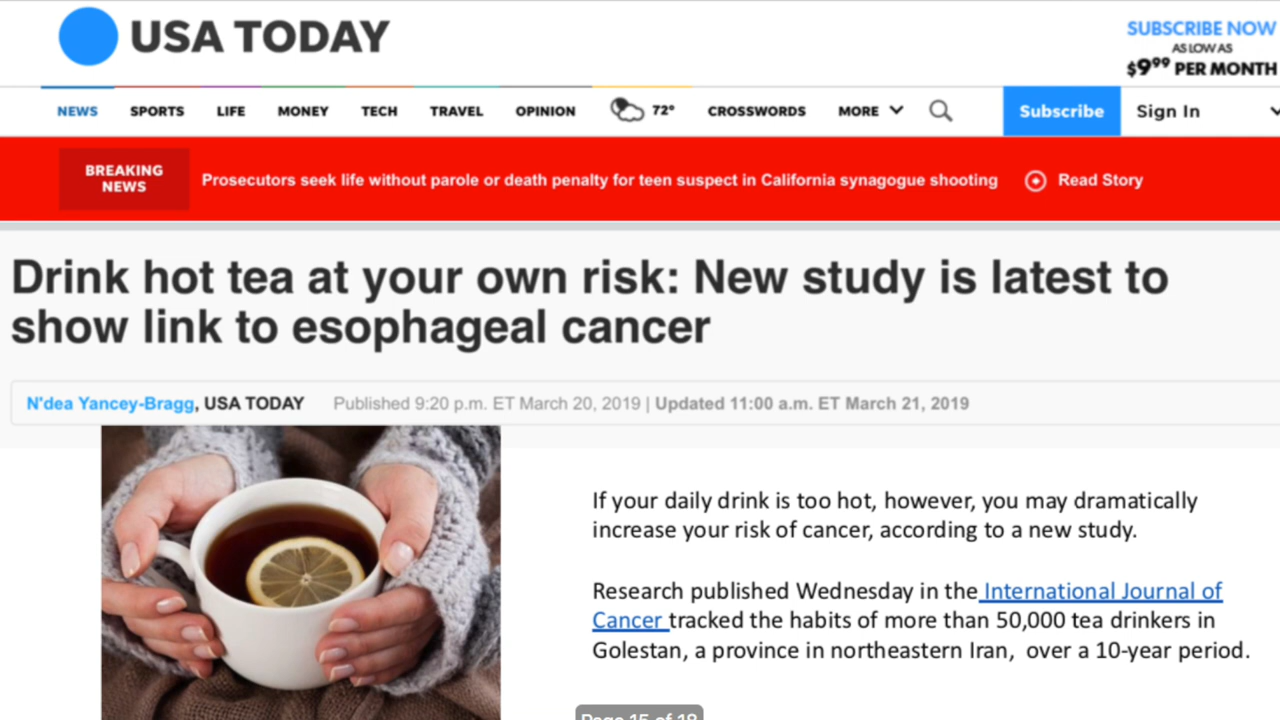 USA TODAY
SUBSCRIBE NOW
AS LOW AS
$9⁹⁹ PER MONTH
NEWS SPORTS LIFE MONEY TECH TRAVEL OPINION 72° CROSSWORDS MORE Subscribe Sign In
BREAKING
NEWS
Prosecutors seek life without parole or death penalty for teen suspect in California synagogue shooting Read Story
Drink hot tea at your own risk: New study is latest to
show link to esophageal cancer
N'dea Yancey-Bragg, USA TODAY Published 9:20 p.m. ET March 20, 2019 | Updated 11:00 a.m. ET March 21, 2019
If your daily drink is too hot, however, you may dramatically
increase your risk of cancer, according to a new study.
Research published Wednesday in the International Journal of
Cancer tracked the habits of more than 50,000 tea drinkers in
Golestan, a province in northeastern Iran, over a 10-year period.
Page 15 of 18